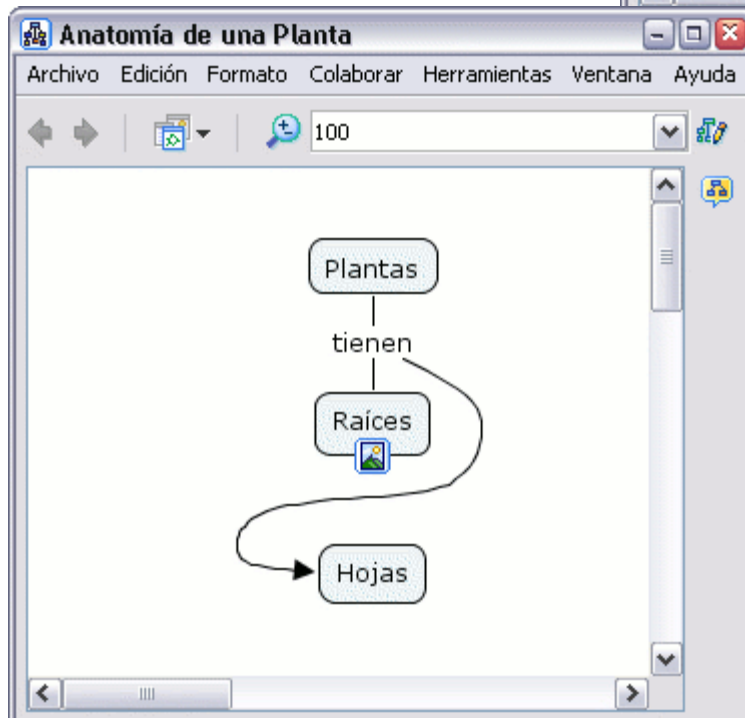 Anatomía de una Planta
Archivo Edición Formato Colaborar Herramientas Ventana Ayuda
100
Plantas
tienen
Raíces
Hojas